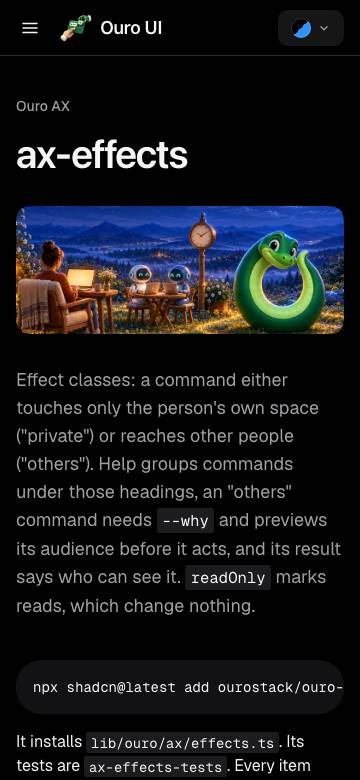 Ouro UI
Ouro AX
ax-effects
Effect classes: a command either
touches only the person's own space
("private") or reaches other people
("others"). Help groups commands
under those headings, an "others"
command needs --why and previews
its audience before it acts, and its result
says who can see it. readOnly marks
reads, which change nothing.
npx shadcn@latest add ourostack/ouro-
It installs lib/ouro/ax/effects.ts. Its
tests are ax-effects-tests. Every item